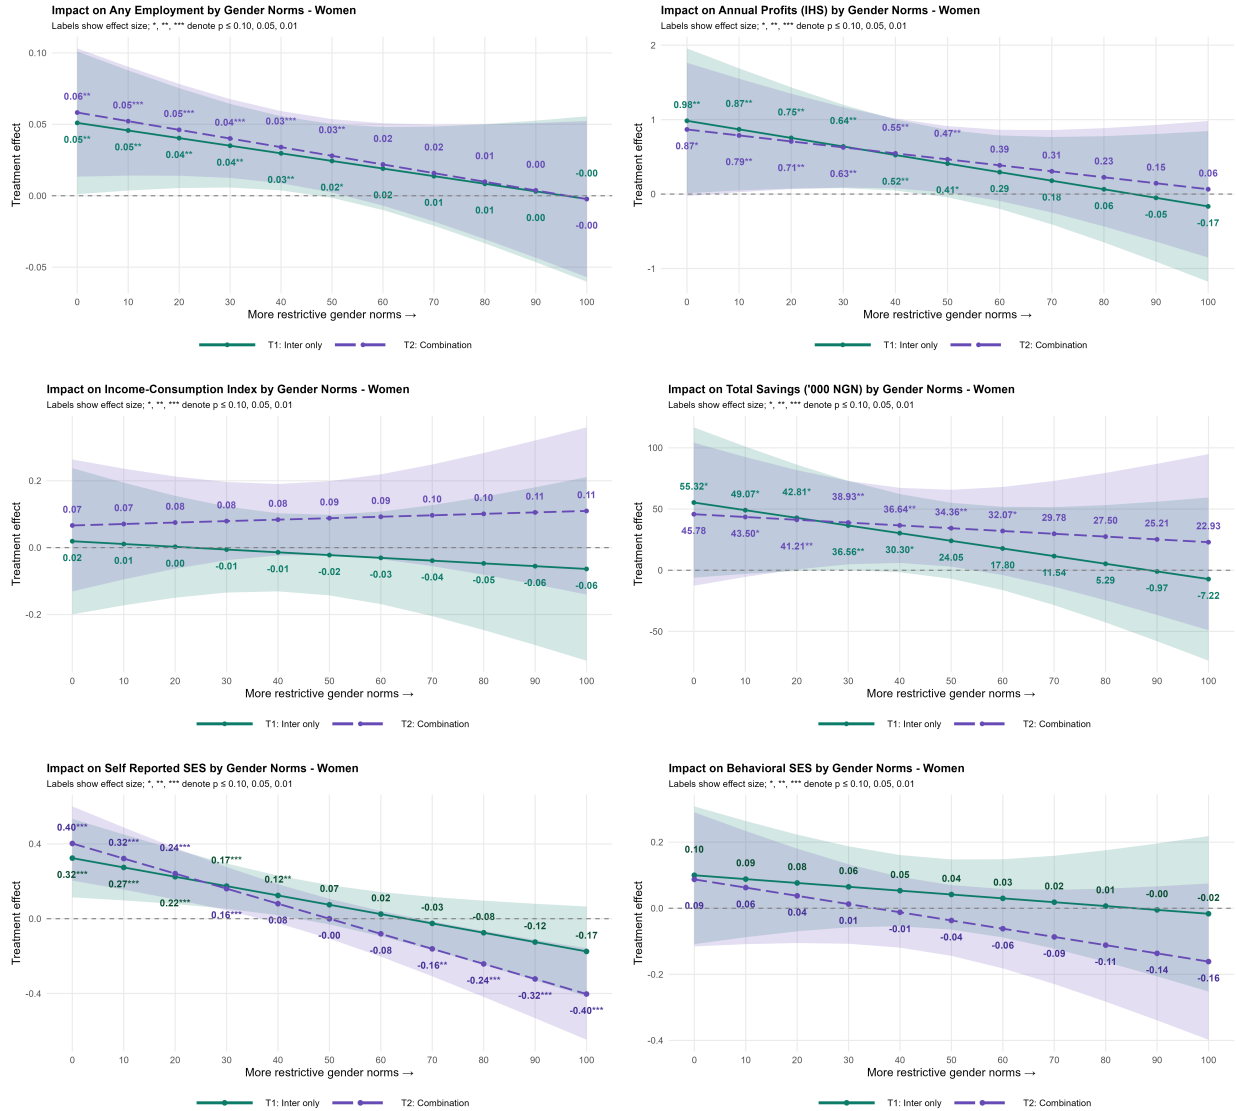 Impact on Any Employment by Gender Norms - Women
Labels show effect size; *, **, *** denote p ≤ 0.10, 0.05, 0.01
Treatment effect
0.10
0.05
0.00
-0.05
0.06** 0.05*** 0.05*** 0.04*** 0.03*** 0.03** 0.02 0.02 0.01 0.00 -0.00
0.05** 0.05** 0.04** 0.04** 0.03** 0.02* 0.02 0.01 0.01 0.00 -0.00
0 10 20 30 40 50 60 70 80 90 100
More restrictive gender norms →
T1: Inter only T2: Combination
Impact on Annual Profits (IHS) by Gender Norms - Women
Labels show effect size; *, **, *** denote p ≤ 0.10, 0.05, 0.01
Treatment effect
2
1
0
-1
0.98** 0.87** 0.75** 0.64** 0.55** 0.47** 0.39 0.31 0.23 0.15 0.06
0.87* 0.79** 0.71** 0.63** 0.52** 0.41* 0.29 0.18 0.06 -0.05 -0.17
0 10 20 30 40 50 60 70 80 90 100
More restrictive gender norms →
T1: Inter only T2: Combination
Impact on Income-Consumption Index by Gender Norms - Women
Labels show effect size; *, **, *** denote p ≤ 0.10, 0.05, 0.01
Treatment effect
0.2
0.0
-0.2
0.07 0.07 0.08 0.08 0.08 0.09 0.09 0.10 0.10 0.11 0.11
0.02 0.01 0.00 -0.01 -0.01 -0.02 -0.03 -0.04 -0.05 -0.06 -0.06
0 10 20 30 40 50 60 70 80 90 100
More restrictive gender norms →
T1: Inter only T2: Combination
Impact on Total Savings ('000 NGN) by Gender Norms - Women
Labels show effect size; *, **, *** denote p ≤ 0.10, 0.05, 0.01
Treatment effect
100
50
0
-50
55.32* 49.07* 42.81* 38.93** 36.64** 34.36** 32.07* 29.78 27.50 25.21 22.93
45.78 43.50* 41.21** 36.56** 30.30* 24.05 17.80 11.54 5.29 -0.97 -7.22
0 10 20 30 40 50 60 70 80 90 100
More restrictive gender norms →
T1: Inter only T2: Combination
Impact on Self Reported SES by Gender Norms - Women
Labels show effect size; *, **, *** denote p ≤ 0.10, 0.05, 0.01
Treatment effect
0.4
0.0
-0.4
0.40*** 0.32*** 0.24*** 0.17*** 0.12** 0.07 0.02 -0.03 -0.08 -0.12 -0.17
0.32*** 0.27*** 0.22*** 0.16*** 0.08 -0.00 -0.08 -0.16** -0.24*** -0.32*** -0.40***
0 10 20 30 40 50 60 70 80 90 100
More restrictive gender norms →
T1: Inter only T2: Combination
Impact on Behavioral SES by Gender Norms - Women
Labels show effect size; *, **, *** denote p ≤ 0.10, 0.05, 0.01
Treatment effect
0.2
0.0
-0.2
-0.4
0.10 0.09 0.08 0.06 0.05 0.04 0.03 0.02 0.01 -0.00 -0.02
0.09 0.06 0.04 0.01 -0.01 -0.04 -0.06 -0.09 -0.11 -0.14 -0.16
0 10 20 30 40 50 60 70 80 90 100
More restrictive gender norms →
T1: Inter only T2: Combination